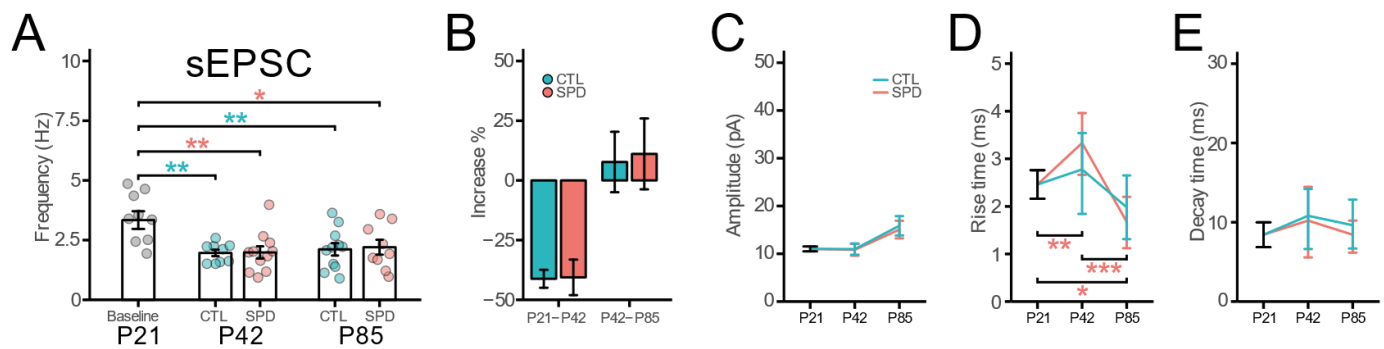 A
sEPSC
Frequency (Hz)
10
7.5
5
2.5
0
*
**
**
**
Baseline
CTL
SPD
CTL
SPD
P21
P42
P85
B
Increase %
50
25
0
−25
−50
CTL
SPD
P21−P42
P42−P85
C
Amplitude (pA)
50
40
30
20
10
0
CTL
SPD
P21
P42
P85
D
Rise time (ms)
5
4
3
2
1
0
**
***
*
P21
P42
P85
E
Decay time (ms)
30
20
10
0
P21
P42
P85